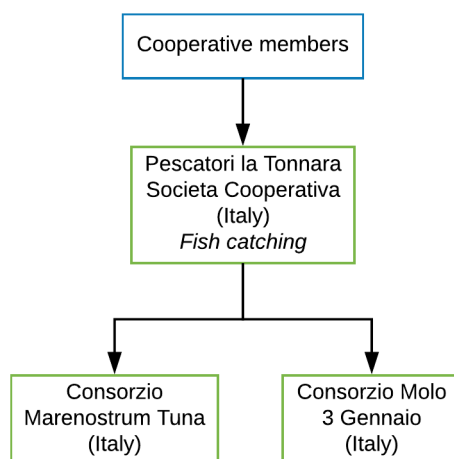 Cooperative members
Pescatori la Tonnara
Societa Cooperativa
(Italy)
Fish catching
Consorzio
Marenostrum Tuna
(Italy)
Consorzio Molo
3 Gennaio
(Italy)